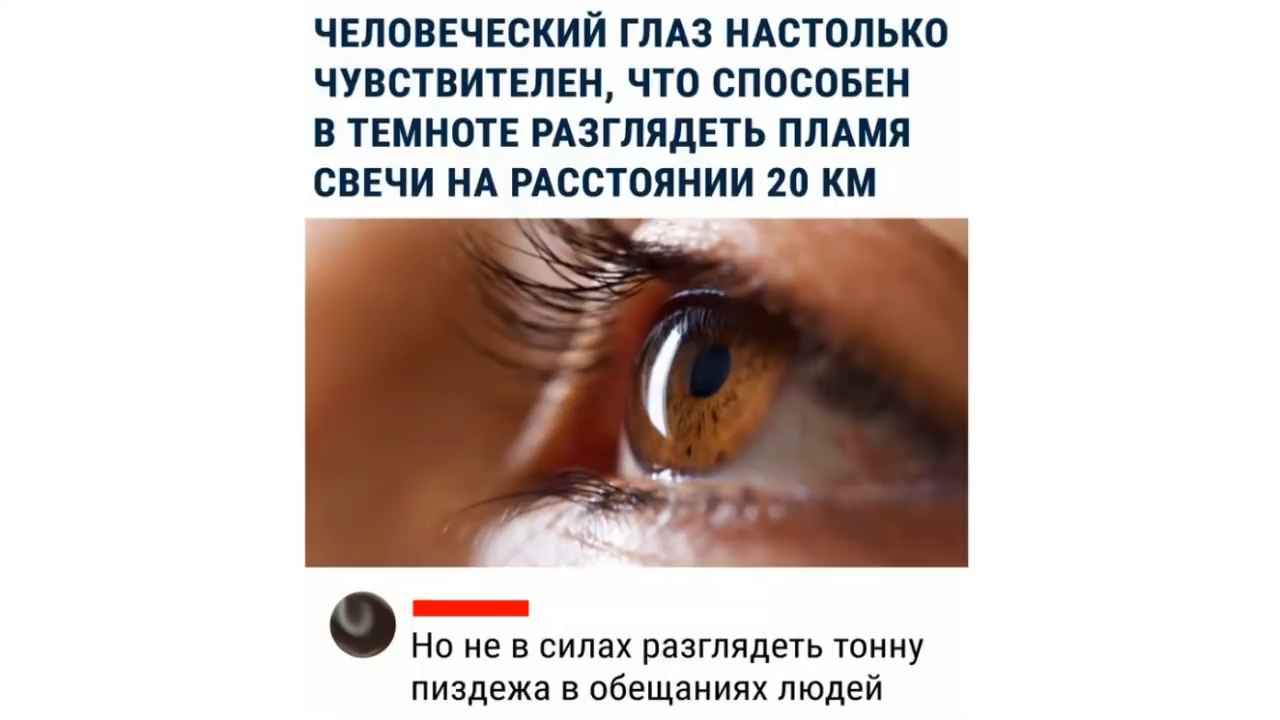 ЧЕЛОВЕЧЕСКИЙ ГЛАЗ НАСТОЛЬКО
ЧУВСТВИТЕЛЕН, ЧТО СПОСОБЕН
В ТЕМНОТЕ РАЗГЛЯДЕТЬ ПЛАМЯ
СВЕЧИ НА РАССТОЯНИИ 20 КМ
Но не в силах разглядеть тонну
пиздежа в обещаниях людей